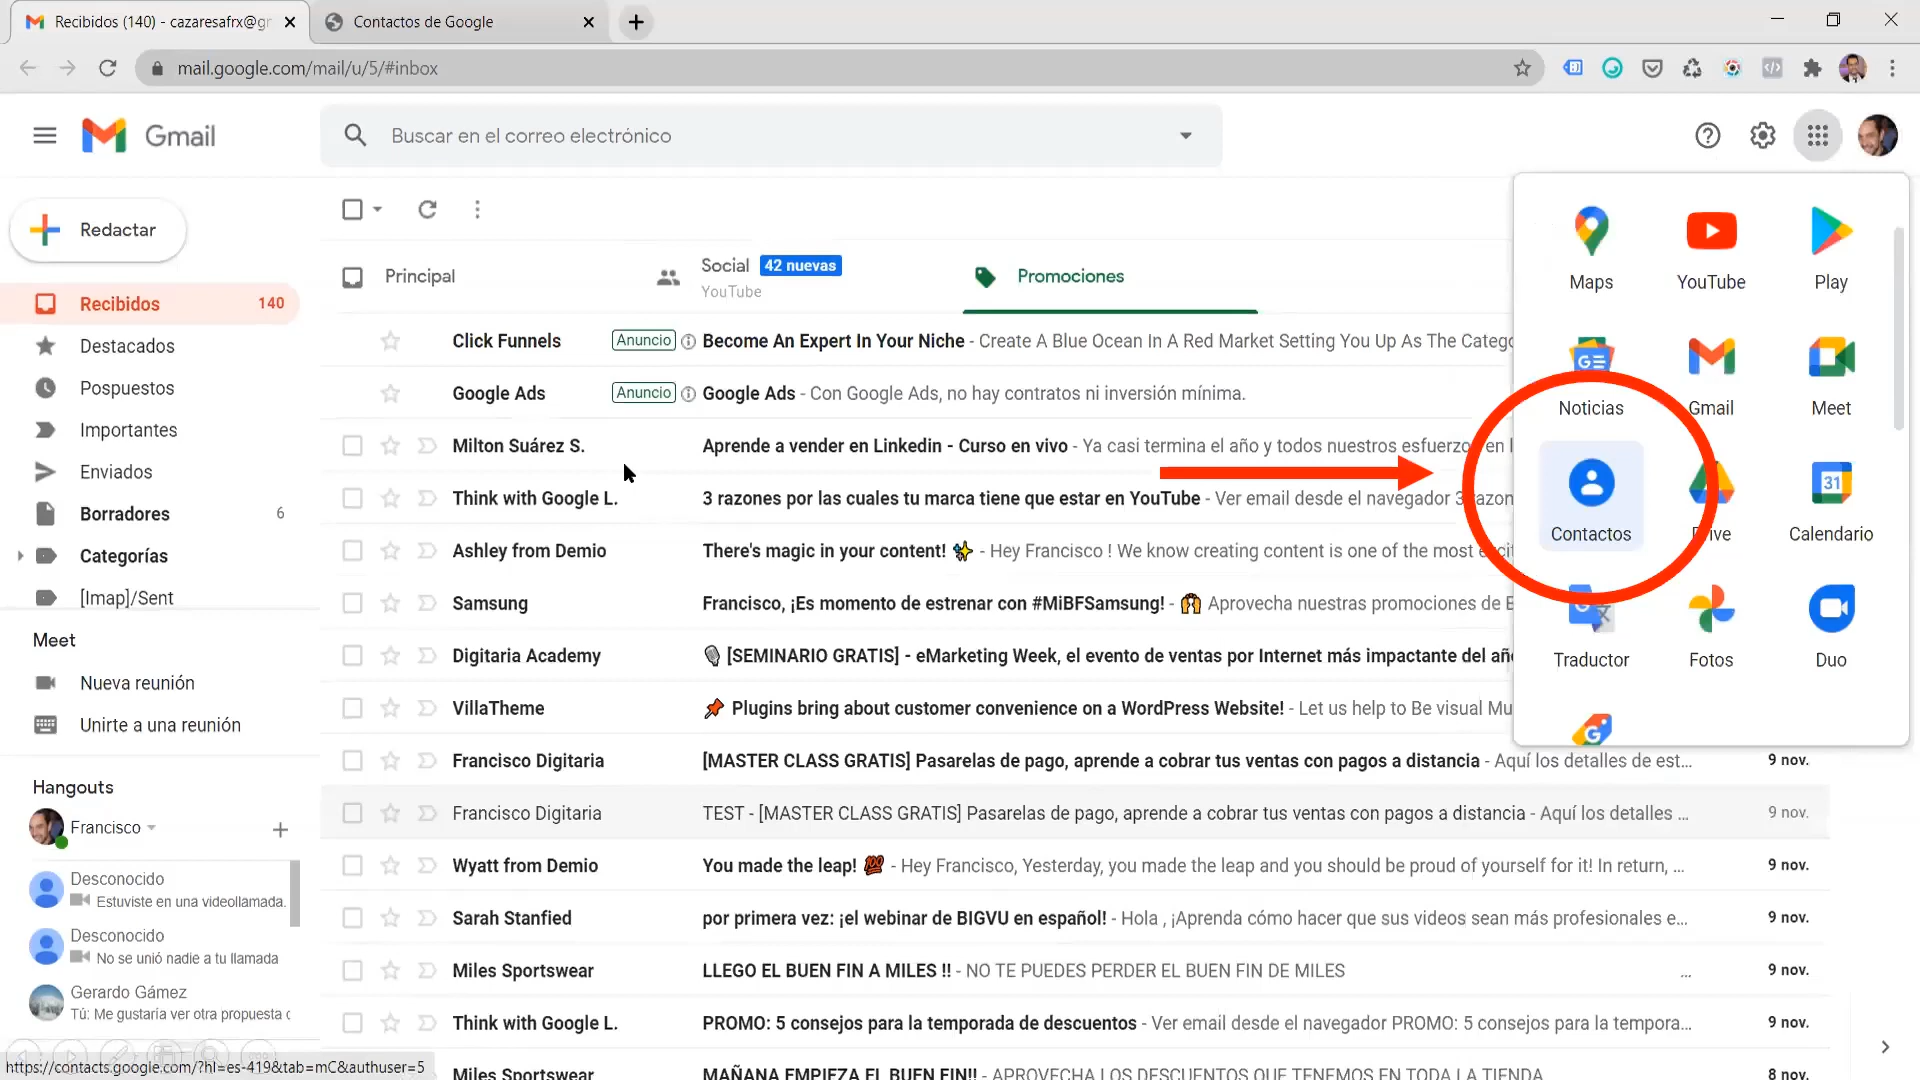 Recibidos (140) - cazaresafrx@gr
Contactos de Google
mail.google.com/mail/u/5/#inbox
Gmail
Buscar en el correo electrónico
Redactar
Recibidos 140
Destacados
Pospuestos
Importantes
Enviados
Borradores 6
Categorías
[Imap]/Sent
Meet
Nueva reunión
Unirte a una reunión
Hangouts
Francisco
Desconocido
Estuviste en una videollamada.
Desconocido
No se unió nadie a tu llamada
Gerardo Gámez
Tú: Me gustaría ver otra propuesta c
https://contacts.google.com/?hl=es-419&tab=mC&authuser=5
Principal
Social 42 nuevas
YouTube
Promociones
Click Funnels Anuncio Become An Expert In Your Niche - Create A Blue Ocean In A Red Market Setting You Up As The Catego
Google Ads Anuncio Google Ads - Con Google Ads, no hay contratos ni inversión mínima.
Milton Suárez S. Aprende a vender en Linkedin - Curso en vivo - Ya casi termina el año y todos nuestros esfuerzo en l
Think with Google L. 3 razones por las cuales tu marca tiene que estar en YouTube - Ver email desde el navegador 3 razon
Ashley from Demio There's magic in your content! ✨ - Hey Francisco ! We know creating content is one of the most excit
Samsung Francisco, ¡Es momento de estrenar con #MiBFSamsung! - 🙌 Aprovecha nuestras promociones de B
Digitaria Academy 🎙 [SEMINARIO GRATIS] - eMarketing Week, el evento de ventas por Internet más impactante del añ
VillaTheme 📌 Plugins bring about customer convenience on a WordPress Website! - Let us help to Be visual Mu
Francisco Digitaria [MASTER CLASS GRATIS] Pasarelas de pago, aprende a cobrar tus ventas con pagos a distancia - Aquí los detalles de est... 9 nov.
Francisco Digitaria TEST - [MASTER CLASS GRATIS] Pasarelas de pago, aprende a cobrar tus ventas con pagos a distancia - Aquí los detalles ... 9 nov.
Wyatt from Demio You made the leap! 💯 - Hey Francisco, Yesterday, you made the leap and you should be proud of yourself for it! In return, ... 9 nov.
Sarah Stanfied por primera vez: ¡el webinar de BIGVU en español! - Hola , ¡Aprenda cómo hacer que sus videos sean más profesionales e... 9 nov.
Miles Sportswear LLEGO EL BUEN FIN A MILES !! - NO TE PUEDES PERDER EL BUEN FIN DE MILES ... 9 nov.
Think with Google L. PROMO: 5 consejos para la temporada de descuentos - Ver email desde el navegador PROMO: 5 consejos para la tempora... 9 nov.
Miles Sportswear MAÑANA EMPIEZA EL BUEN FIN!! - APROVECHA LOS DESCUENTOS QUE TENEMOS EN TODA LA TIENDA 8 nov.
Maps YouTube Play
Noticias Gmail Meet
31
Contactos Drive Calendario
Traductor Fotos Duo